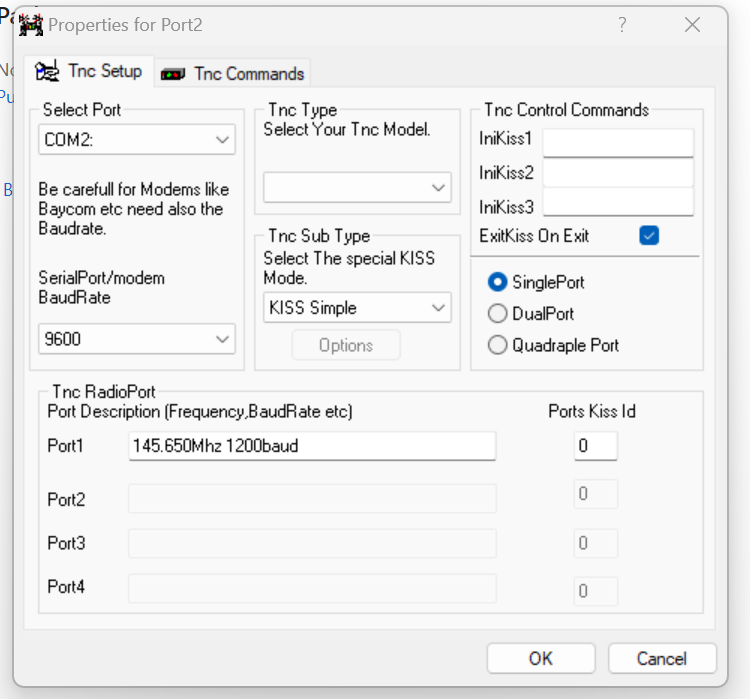 Pa
Properties for Port2
?
No
Pu
B
Tnc Setup
Tnc Commands
Select Port
COM2:
Be carefull for Modems like
Baycom etc need also the
Baudrate.
SerialPort/modem
BaudRate
9600
Tnc Type
Select Your Tnc Model.
Tnc Sub Type
Select The special KISS
Mode.
KISS Simple
Options
Tnc Control Commands
IniKiss1
IniKiss2
IniKiss3
ExitKiss On Exit
SinglePort
DualPort
Quadraple Port
Tnc RadioPort
Port Description (Frequency,BaudRate etc)
Ports Kiss Id
Port1
145.650Mhz 1200baud
0
Port2
0
Port3
0
Port4
0
OK
Cancel